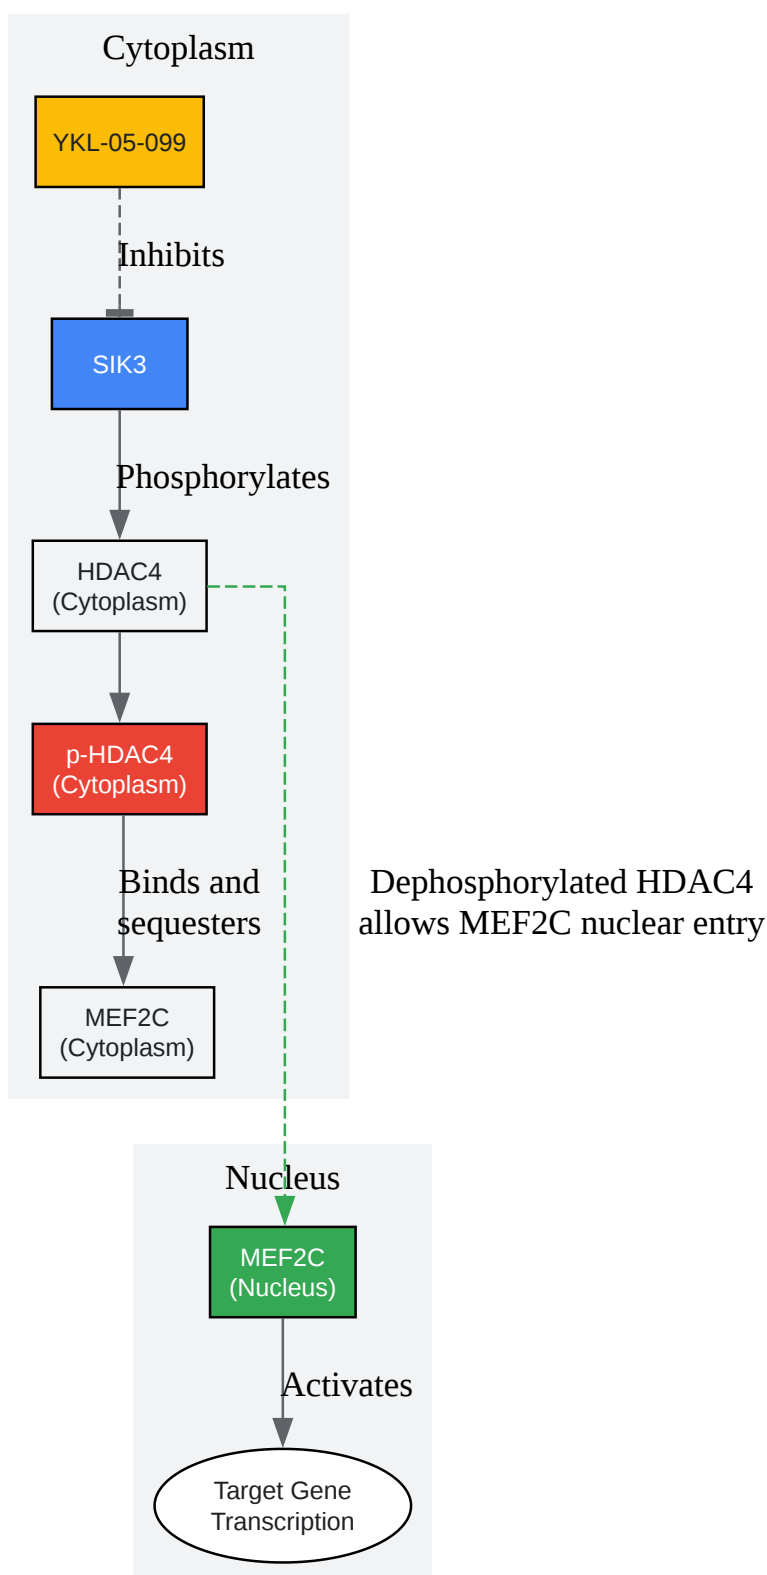 Cytoplasm
YKL-05-099
Inhibits
SIK3
Phosphorylates
HDAC4
(Cytoplasm)
p-HDAC4
(Cytoplasm)
Binds and
sequesters
Dephosphorylated HDAC4
allows MEF2C nuclear entry
MEF2C
(Cytoplasm)
Nucleus
MEF2C
(Nucleus)
Activates
Target Gene
Transcription